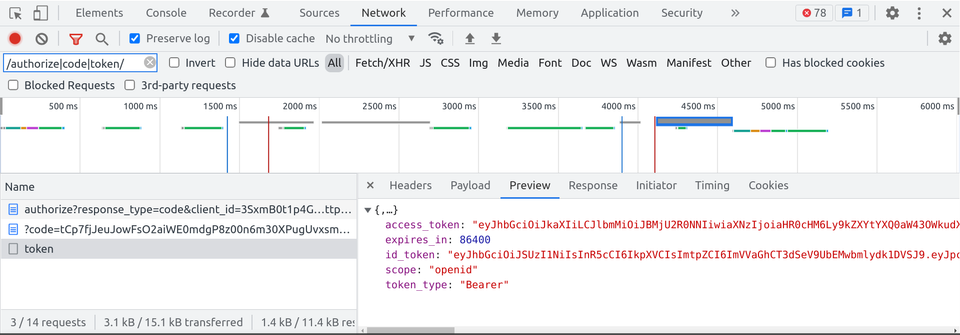 Elements Console Recorder Sources Network Performance Memory Application Security 78 1
Preserve log Disable cache No throttling
/authorize|code|token/ Invert Hide data URLs All Fetch/XHR JS CSS Img Media Font Doc WS Wasm Manifest Other Has blocked cookies
Blocked Requests 3rd-party requests
500 ms 1000 ms 1500 ms 2000 ms 2500 ms 3000 ms 3500 ms 4000 ms 4500 ms 5000 ms 5500 ms 6000 ms
Name
authorize?response_type=code&client_id=3SxmB0t1p4G…ttp…
?code=tCp7fjJeuJowFsO2aiWE0mdgP8z00n6m30XPugUvxsm…
token
3 / 14 requests 3.1 kB / 15.1 kB transferred 1.4 kB / 11.4 kB res
Headers Payload Preview Response Initiator Timing Cookies
{,…}
access_token: "eyJhbGciOiJkaXIiLCJlbmMiOiJBMjU2R0NNIiwiaXNzIjoiaHR0cHM6Ly9kZXYtYXQ0aW43OWkudX
expires_in: 86400
id_token: "eyJhbGciOiJSUzI1NiIsInR5cCI6IkpXVCIsImtpZCI6ImVVaGhCT3dSeV9UbEMwbmlydk1DVSJ9.eyJpc
scope: "openid"
token_type: "Bearer"